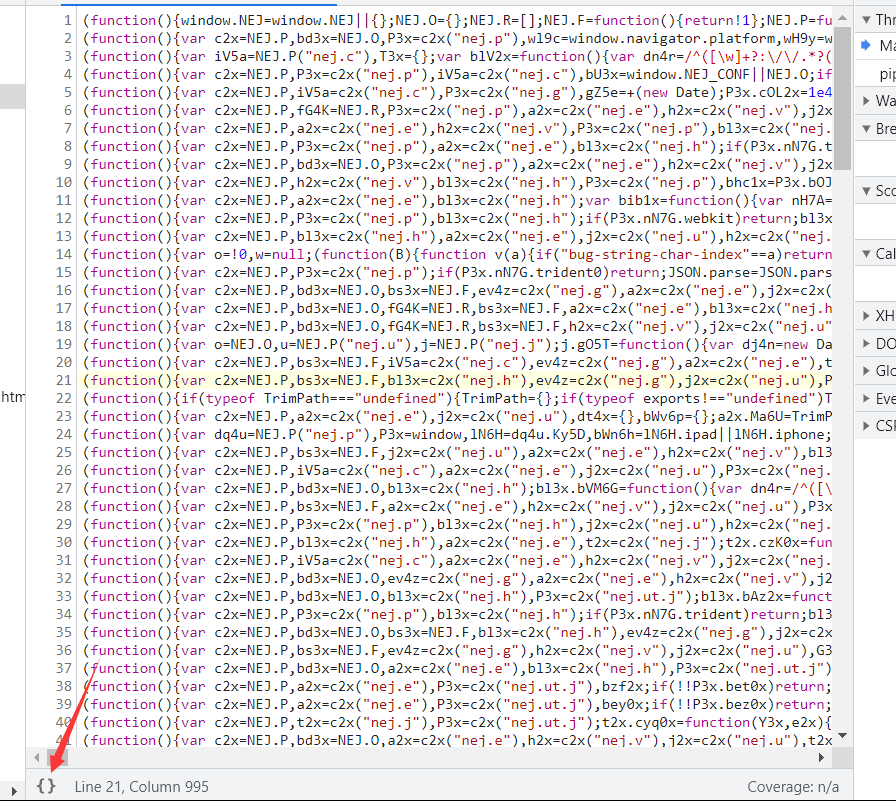 1 (function(){window.NEJ=window.NEJ||{};NEJ.O={};NEJ.R=[];NEJ.F=function(){return!1};NEJ.P=fu
2 (function(){var c2x=NEJ.P,bd3x=NEJ.O,P3x=c2x("nej.p"),wl9c=window.navigator.platform,wH9y=w
3 (function(){var iV5a=NEJ.P("nej.c"),T3x={};var blV2x=function(){var dn4r=/^([\w]+?:\/\/.*?(
4 (function(){var c2x=NEJ.P,P3x=c2x("nej.p"),iV5a=c2x("nej.c"),bU3x=window.NEJ_CONF||NEJ.O;if
5 (function(){var c2x=NEJ.P,iV5a=c2x("nej.c"),P3x=c2x("nej.g"),gZ5e=+(new Date);P3x.cOL2x=1e4
6 (function(){var c2x=NEJ.P,fG4K=NEJ.R,P3x=c2x("nej.p"),a2x=c2x("nej.e"),h2x=c2x("nej.v"),j2x
7 (function(){var c2x=NEJ.P,a2x=c2x("nej.e"),h2x=c2x("nej.v"),P3x=c2x("nej.p"),bl3x=c2x("nej.
8 (function(){var c2x=NEJ.P,P3x=c2x("nej.p"),a2x=c2x("nej.e"),bl3x=c2x("nej.h");if(P3x.nN7G.t
9 (function(){var c2x=NEJ.P,bd3x=NEJ.O,P3x=c2x("nej.p"),a2x=c2x("nej.e"),h2x=c2x("nej.v"),j2x
10 (function(){var c2x=NEJ.P,h2x=c2x("nej.v"),bl3x=c2x("nej.h"),P3x=c2x("nej.p"),bhc1x=P3x.bOJ
11 (function(){var c2x=NEJ.P,a2x=c2x("nej.e"),bl3x=c2x("nej.h");var bib1x=function(){var nH7A=
12 (function(){var c2x=NEJ.P,P3x=c2x("nej.p"),bl3x=c2x("nej.h");if(P3x.nN7G.webkit)return;bl3x
13 (function(){var c2x=NEJ.P,bl3x=c2x("nej.h"),a2x=c2x("nej.e"),j2x=c2x("nej.u"),h2x=c2x("nej.
14 (function(){var o=!0,w=null;(function(B){function v(a){if("bug-string-char-index"==a)return
15 (function(){var c2x=NEJ.P,P3x=c2x("nej.p");if(P3x.nN7G.trident0)return;JSON.parse=JSON.pars
16 (function(){var c2x=NEJ.P,bd3x=NEJ.O,bs3x=NEJ.F,ev4z=c2x("nej.g"),a2x=c2x("nej.e"),j2x=c2x(
17 (function(){var c2x=NEJ.P,bd3x=NEJ.O,fG4K=NEJ.R,bs3x=NEJ.F,a2x=c2x("nej.e"),bl3x=c2x("nej.h
18 (function(){var c2x=NEJ.P,bd3x=NEJ.O,fG4K=NEJ.R,bs3x=NEJ.F,h2x=c2x("nej.v"),j2x=c2x("nej.u"
19 (function(){var o=NEJ.O,u=NEJ.P("nej.u"),j=NEJ.P("nej.j");j.gO5T=function(){var dj4n=new Da
20 (function(){var c2x=NEJ.P,bs3x=NEJ.F,iV5a=c2x("nej.c"),ev4z=c2x("nej.g"),a2x=c2x("nej.e"),t
21 (function(){var c2x=NEJ.P,bs3x=NEJ.F,bl3x=c2x("nej.h"),ev4z=c2x("nej.g"),j2x=c2x("nej.u"),P
22 (function(){if(typeof TrimPath==="undefined"){TrimPath={};if(typeof exports!=="undefined")T
23 (function(){var c2x=NEJ.P,a2x=c2x("nej.e"),j2x=c2x("nej.u"),dt4x={},bWv6p={};a2x.Ma6U=TrimP
24 (function(){var dq4u=NEJ.P("nej.p"),P3x=window,lN6H=dq4u.Ky5D,bWn6h=lN6H.ipad||lN6H.iphone;
25 (function(){var c2x=NEJ.P,bs3x=NEJ.F,j2x=c2x("nej.u"),a2x=c2x("nej.e"),h2x=c2x("nej.v"),bl3
26 (function(){var c2x=NEJ.P,iV5a=c2x("nej.c"),a2x=c2x("nej.e"),j2x=c2x("nej.u"),P3x=c2x("nej.
27 (function(){var c2x=NEJ.P,bd3x=NEJ.O,bl3x=c2x("nej.h");bl3x.bVM6G=function(){var dn4r=/^([\
28 (function(){var c2x=NEJ.P,bs3x=NEJ.F,a2x=c2x("nej.e"),h2x=c2x("nej.v"),j2x=c2x("nej.u"),P3x
29 (function(){var c2x=NEJ.P,P3x=c2x("nej.p"),bl3x=c2x("nej.h"),j2x=c2x("nej.u"),h2x=c2x("nej.
30 (function(){var c2x=NEJ.P,bl3x=c2x("nej.h"),a2x=c2x("nej.e"),t2x=c2x("nej.j");t2x.czK0x=fun
31 (function(){var c2x=NEJ.P,iV5a=c2x("nej.c"),a2x=c2x("nej.e"),h2x=c2x("nej.v"),j2x=c2x("nej.
32 (function(){var c2x=NEJ.P,bd3x=NEJ.O,ev4z=c2x("nej.g"),a2x=c2x("nej.e"),h2x=c2x("nej.v"),j2
33 (function(){var c2x=NEJ.P,bd3x=NEJ.O,bl3x=c2x("nej.h"),P3x=c2x("nej.ut.j");bl3x.bAz2x=funct
34 (function(){var c2x=NEJ.P,P3x=c2x("nej.p"),bl3x=c2x("nej.h");if(P3x.nN7G.trident)return;bl3
35 (function(){var c2x=NEJ.P,bd3x=NEJ.O,bs3x=NEJ.F,bl3x=c2x("nej.h"),ev4z=c2x("nej.g"),j2x=c2x
36 (function(){var c2x=NEJ.P,bs3x=NEJ.F,ev4z=c2x("nej.g"),h2x=c2x("nej.v"),j2x=c2x("nej.u"),G3
37 (function(){var c2x=NEJ.P,bd3x=NEJ.O,a2x=c2x("nej.e"),bl3x=c2x("nej.h"),P3x=c2x("nej.ut.j")
38 (function(){var c2x=NEJ.P,a2x=c2x("nej.e"),P3x=c2x("nej.ut.j"),bzf2x;if(!!P3x.bet0x)return;
39 (function(){var c2x=NEJ.P,a2x=c2x("nej.e"),P3x=c2x("nej.ut.j"),bey0x;if(!!P3x.bez0x)return;
40 (function(){var c2x=NEJ.P,t2x=c2x("nej.j"),P3x=c2x("nej.ut.j");t2x.cyq0x=function(Y3x,e2x){
41 (function(){var c2x=NEJ.P,bd3x=NEJ.O,a2x=c2x("nej.e"),h2x=c2x("nej.v"),j2x=c2x("nej.u"),t2x
.htm
{} Line 21, Column 995 Coverage: n/a
Thr
Ma
pip
Wa
Bre
Sco
Cal
XH
DO
Glo
Eve
CSP